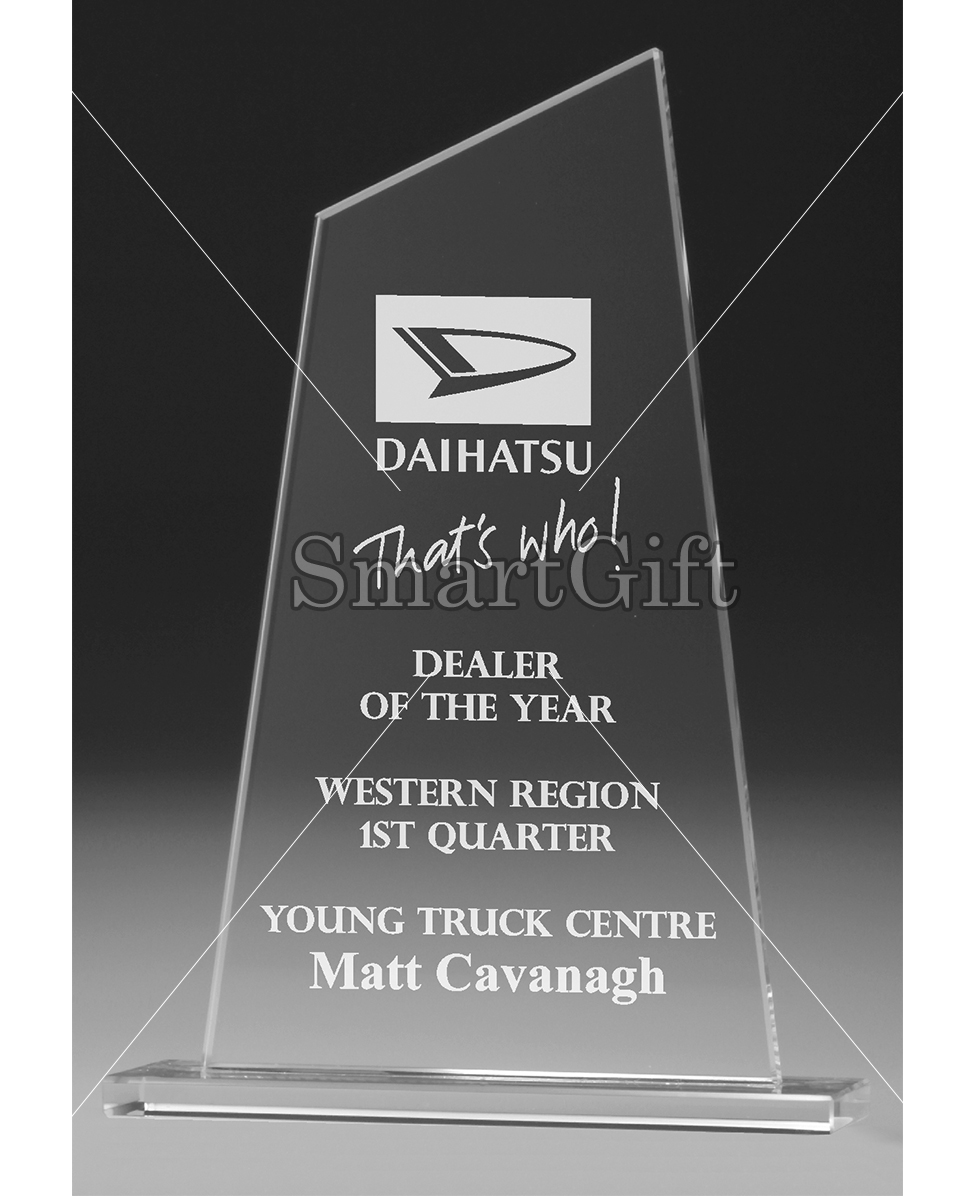 DAIHATSU
That's who!
SmartGift
DEALER
OF THE YEAR
WESTERN REGION
1ST QUARTER
YOUNG TRUCK CENTRE
Matt Cavanagh